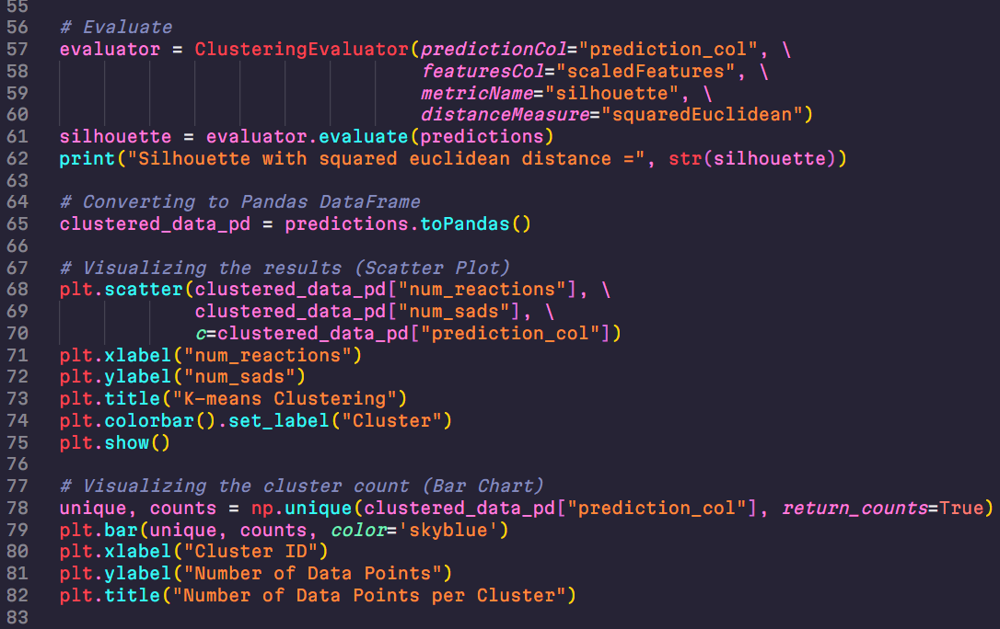 55
56 # Evaluate
57 evaluator = ClusteringEvaluator(predictionCol="prediction_col", \
58 featuresCol="scaledFeatures", \
59 metricName="silhouette", \
60 distanceMeasure="squaredEuclidean")
61 silhouette = evaluator.evaluate(predictions)
62 print("Silhouette with squared euclidean distance =", str(silhouette))
63
64 # Converting to Pandas DataFrame
65 clustered_data_pd = predictions.toPandas()
66
67 # Visualizing the results (Scatter Plot)
68 plt.scatter(clustered_data_pd["num_reactions"], \
69 clustered_data_pd["num_sads"], \
70 c=clustered_data_pd["prediction_col"])
71 plt.xlabel("num_reactions")
72 plt.ylabel("num_sads")
73 plt.title("K-means Clustering")
74 plt.colorbar().set_label("Cluster")
75 plt.show()
76
77 # Visualizing the cluster count (Bar Chart)
78 unique, counts = np.unique(clustered_data_pd["prediction_col"], return_counts=True)
79 plt.bar(unique, counts, color='skyblue')
80 plt.xlabel("Cluster ID")
81 plt.ylabel("Number of Data Points")
82 plt.title("Number of Data Points per Cluster")
83